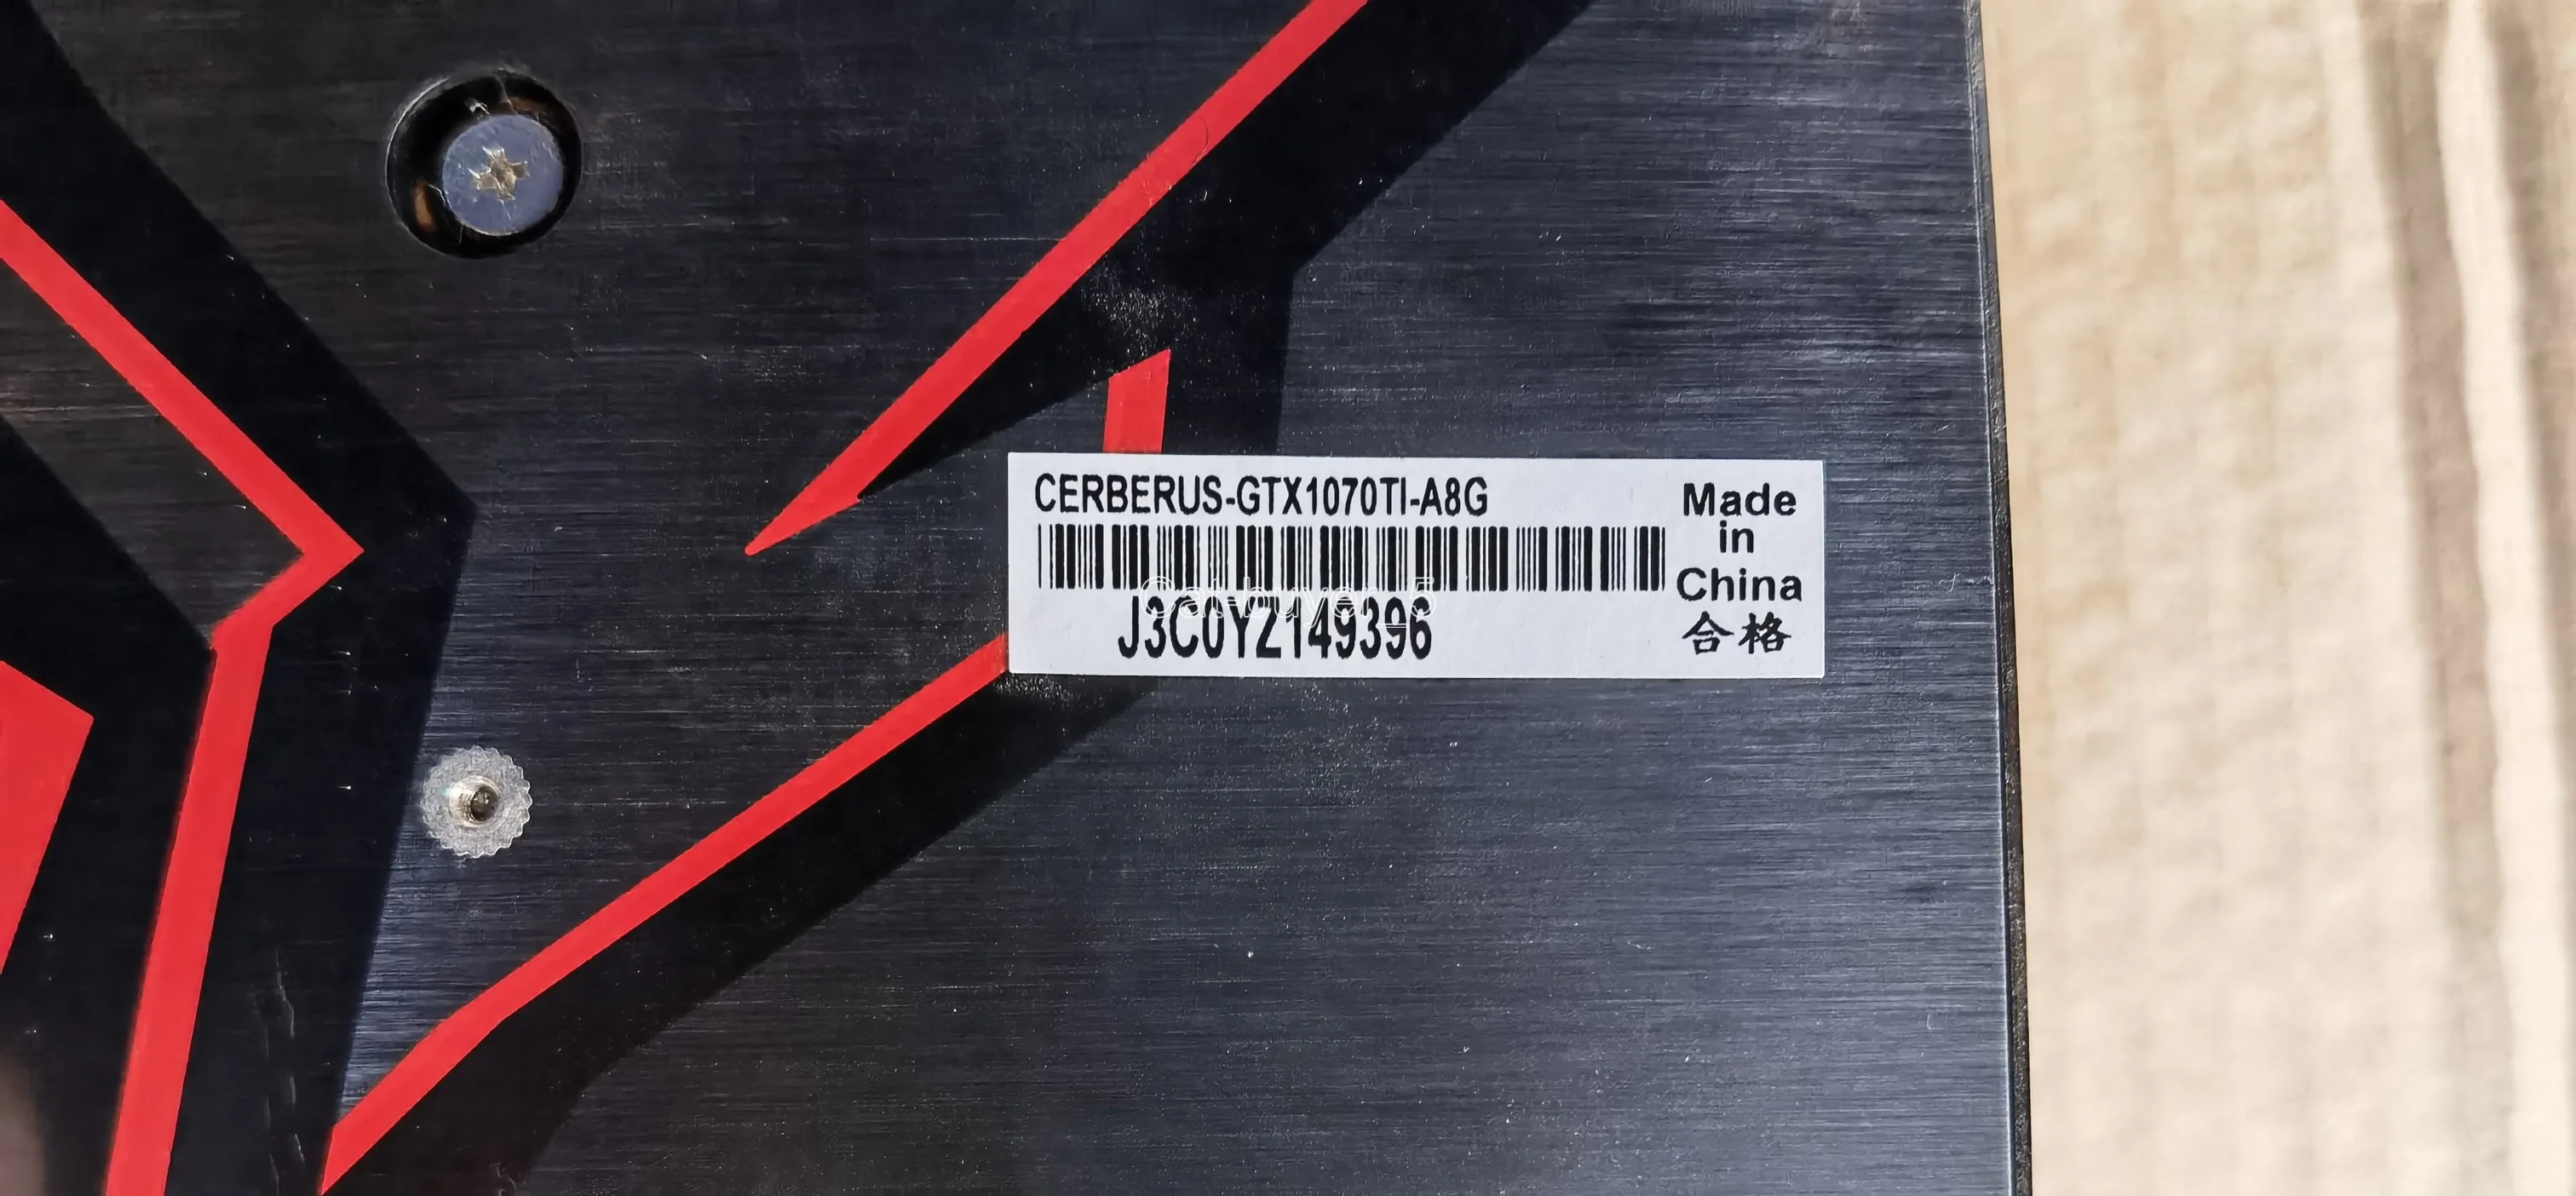 CERBERUS-GTX1070TI-A8G
J3C0YZ149396
Made
in
China
合格